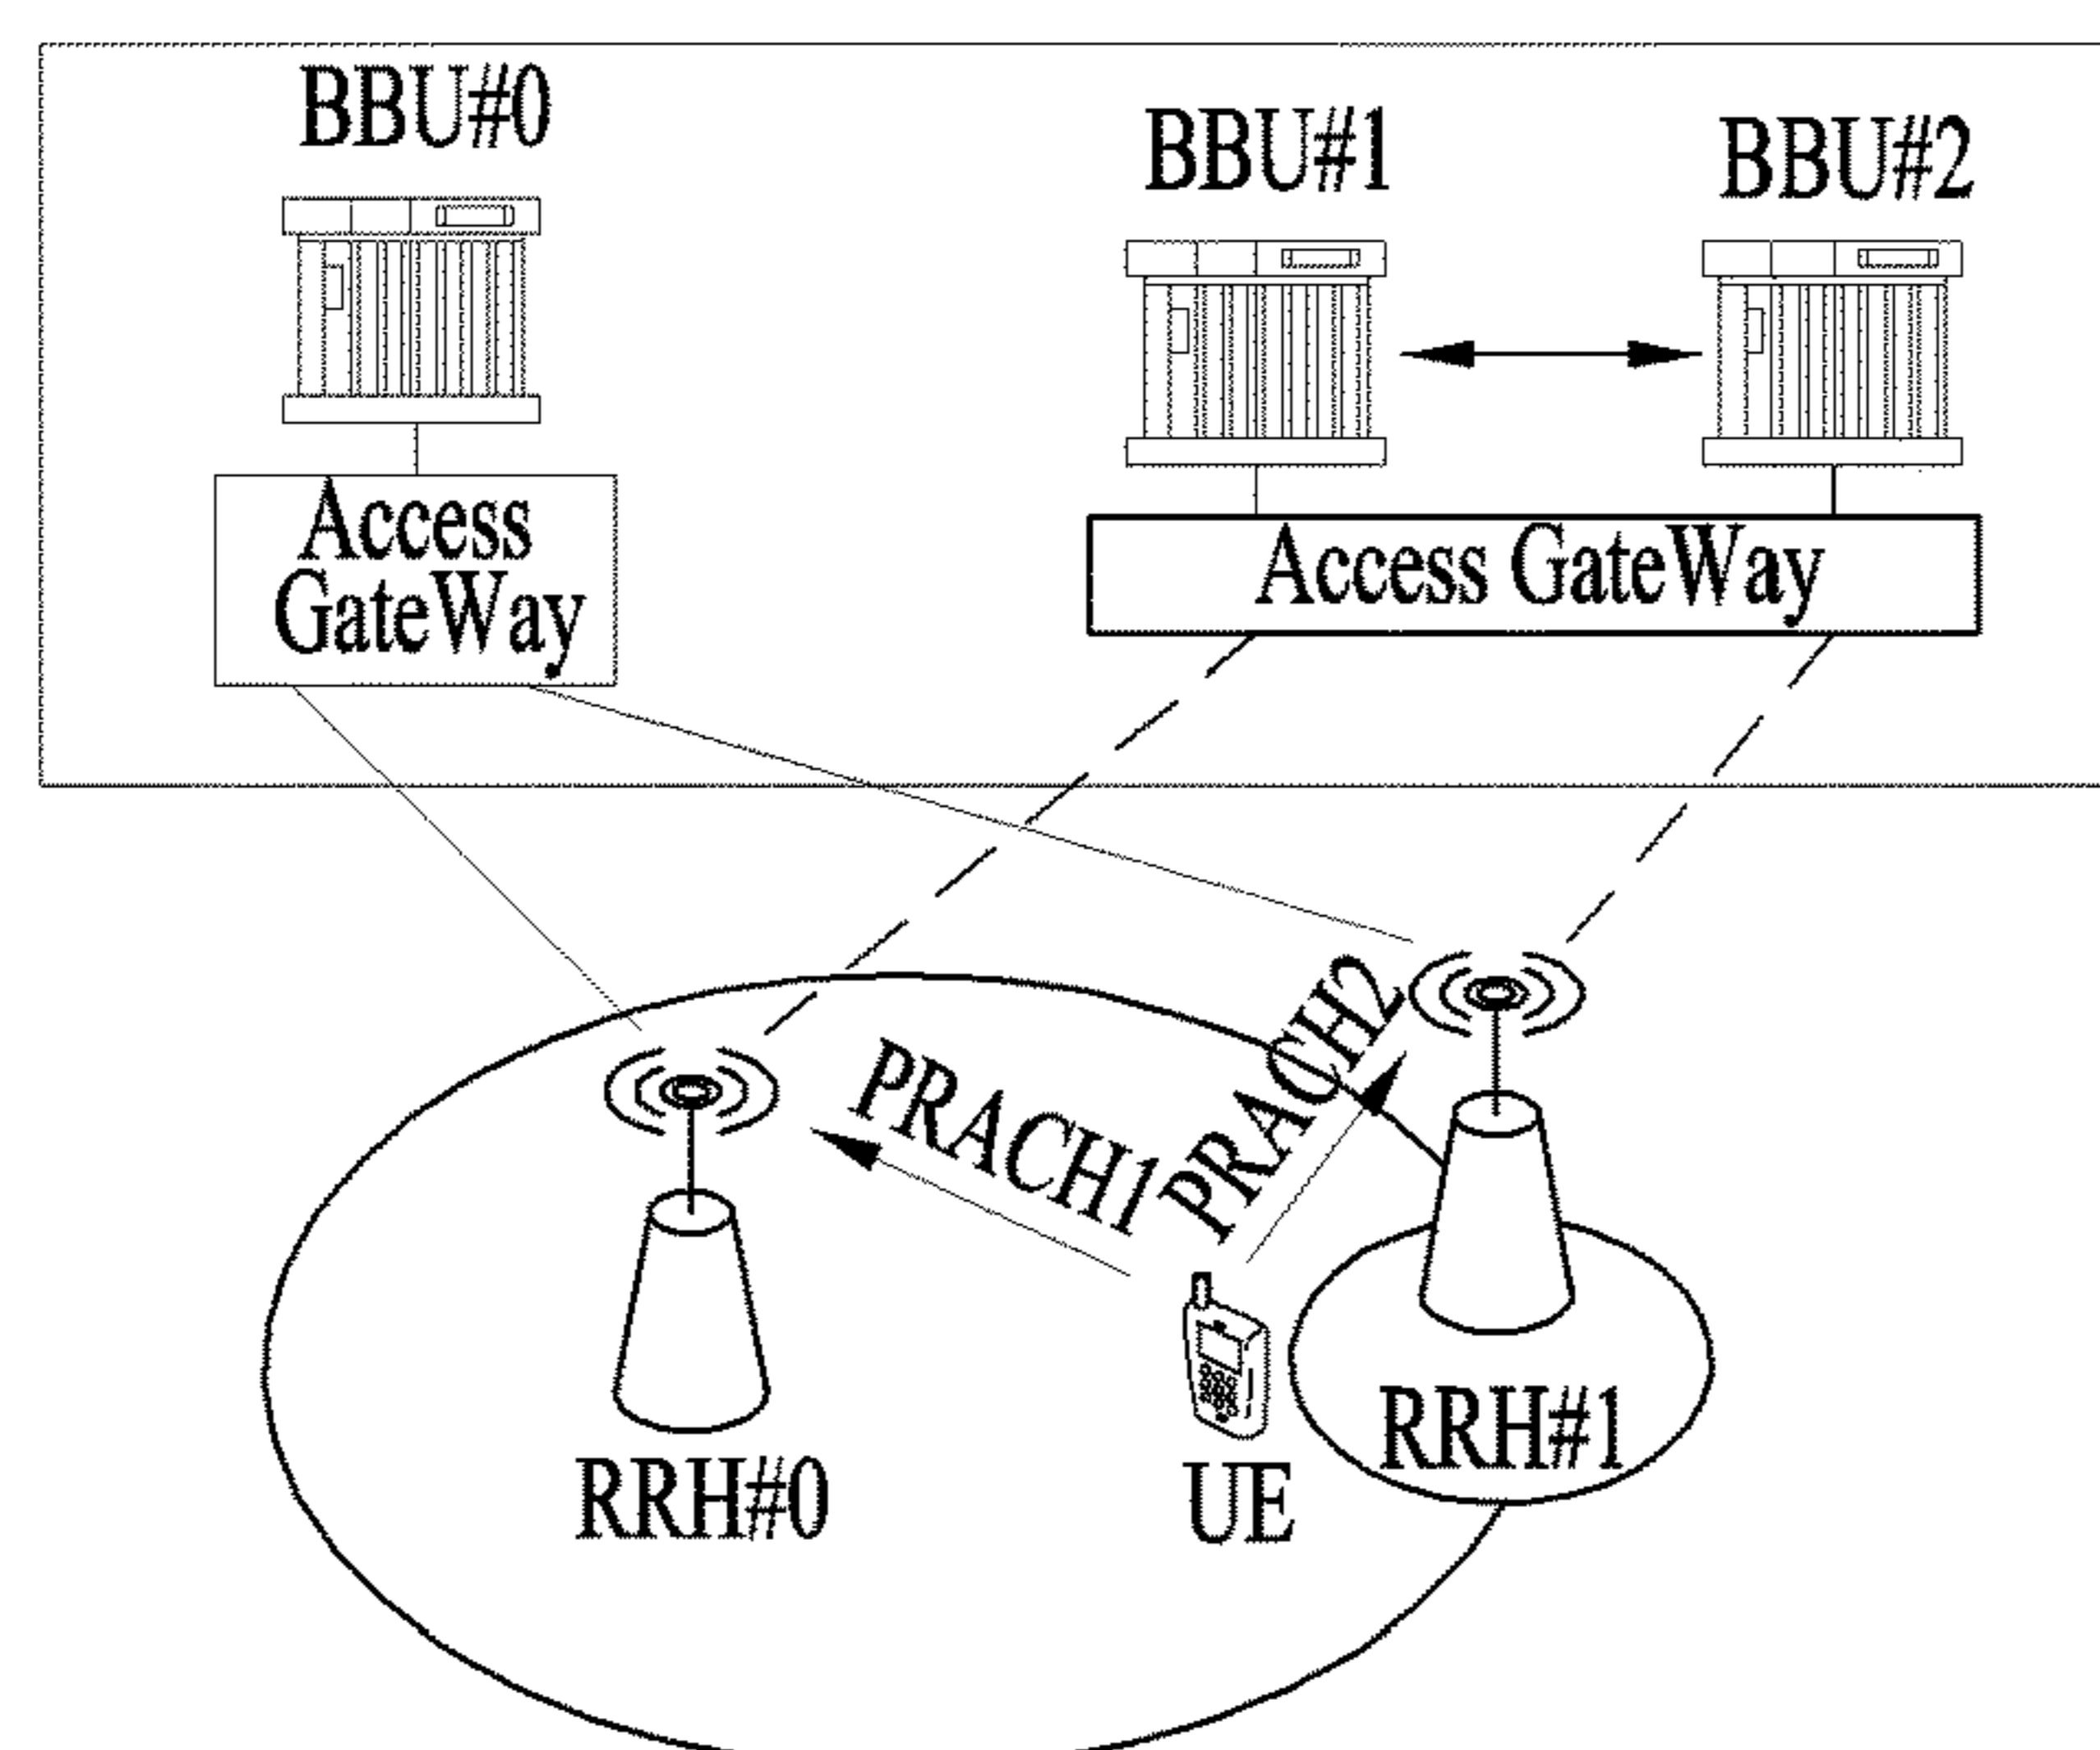 BBU#0
BBU#1
BBU#2
Access
GateWay
Access GateWay
PRACH1
PRACH2
RRH#0
UE
RRH#1